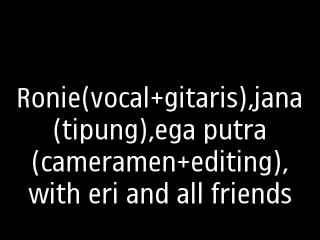 Ronie(vocal+gitaris),jana
(tipung),ega putra
(cameramen+editing),
with eri and all friends